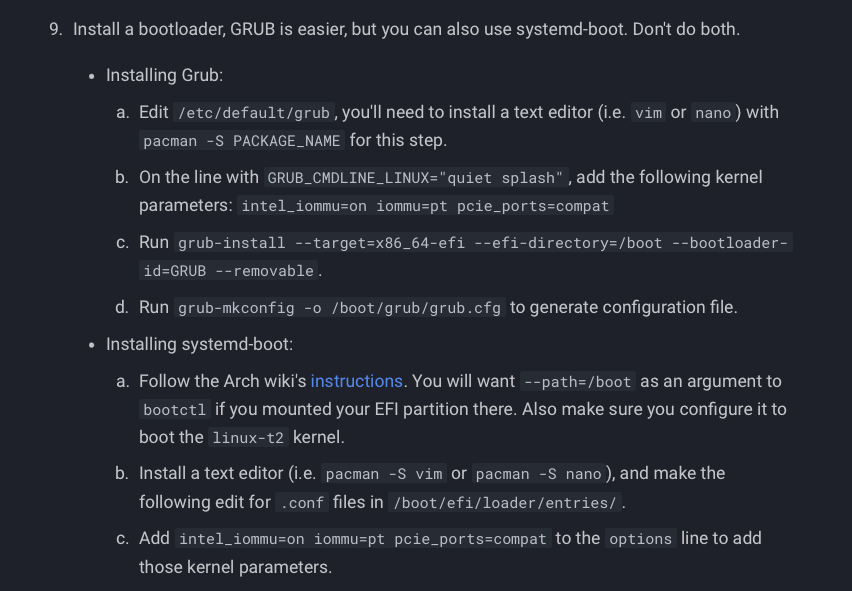 9. Install a bootloader, GRUB is easier, but you can also use systemd-boot. Don't do both.
• Installing Grub:
a. Edit /etc/default/grub, you'll need to install a text editor (i.e. vim or nano) with
pacman -S PACKAGE_NAME for this step.
b. On the line with GRUB_CMDLINE_LINUX="quiet splash", add the following kernel
parameters: intel_iommu=on iommu=pt pcie_ports=compat
c. Run grub-install --target=x86_64-efi --efi-directory=/boot --bootloader-
id=GRUB --removable.
d. Run grub-mkconfig -o /boot/grub/grub.cfg to generate configuration file.
• Installing systemd-boot:
a. Follow the Arch wiki's instructions. You will want --path=/boot as an argument to
bootctl if you mounted your EFI partition there. Also make sure you configure it to
boot the linux-t2 kernel.
b. Install a text editor (i.e. pacman -S vim or pacman -S nano), and make the
following edit for .conf files in /boot/efi/loader/entries/.
c. Add intel_iommu=on iommu=pt pcie_ports=compat to the options line to add
those kernel parameters.